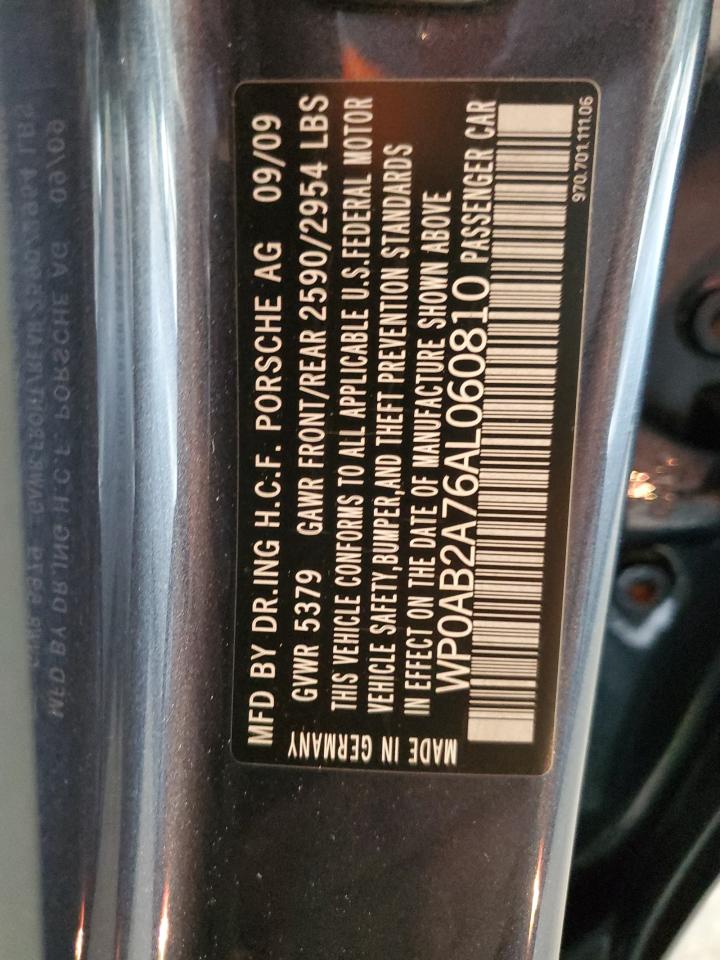 MFD BY DR.ING H.C.F. PORSCHE AG 09/09
GVWR 5379 GAWR FRONT/REAR 2590/2954 LBS
THIS VEHICLE CONFORMS TO ALL APPLICABLE U.S.FEDERAL MOTOR
VEHICLE SAFETY,BUMPER,AND THEFT PREVENTION STANDARDS
IN EFFECT ON THE DATE OF MANUFACTURE SHOWN ABOVE
WP0AB2A76AL060810 PASSENGER CAR
970.701.111.06
MADE IN GERMANY